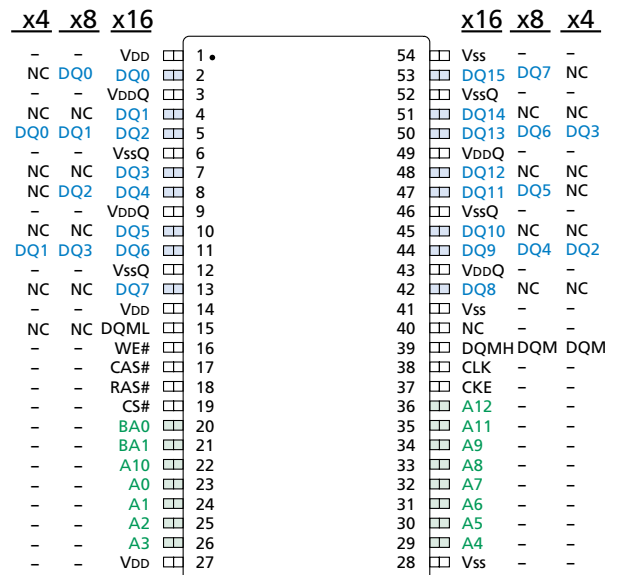 x4 x8 x16 x16 x8 x4
– – VDD 1 54 Vss – –
NC DQ0 DQ0 2 53 DQ15 DQ7 NC
– – VDDQ 3 52 VssQ – –
NC NC DQ1 4 51 DQ14 NC NC
DQ0 DQ1 DQ2 5 50 DQ13 DQ6 DQ3
– – VssQ 6 49 VDDQ – –
NC NC DQ3 7 48 DQ12 NC NC
NC DQ2 DQ4 8 47 DQ11 DQ5 NC
– – VDDQ 9 46 VssQ – –
NC NC DQ5 10 45 DQ10 NC NC
DQ1 DQ3 DQ6 11 44 DQ9 DQ4 DQ2
– – VssQ 12 43 VDDQ – –
NC NC DQ7 13 42 DQ8 NC NC
– – VDD 14 41 Vss – –
NC NC DQML 15 40 NC – –
– – WE# 16 39 DQMH DQM DQM
– – CAS# 17 38 CLK – –
– – RAS# 18 37 CKE – –
– – CS# 19 36 A12 – –
– – BA0 20 35 A11 – –
– – BA1 21 34 A9 – –
– – A10 22 33 A8 – –
– – A0 23 32 A7 – –
– – A1 24 31 A6 – –
– – A2 25 30 A5 – –
– – A3 26 29 A4 – –
– – VDD 27 28 Vss – –